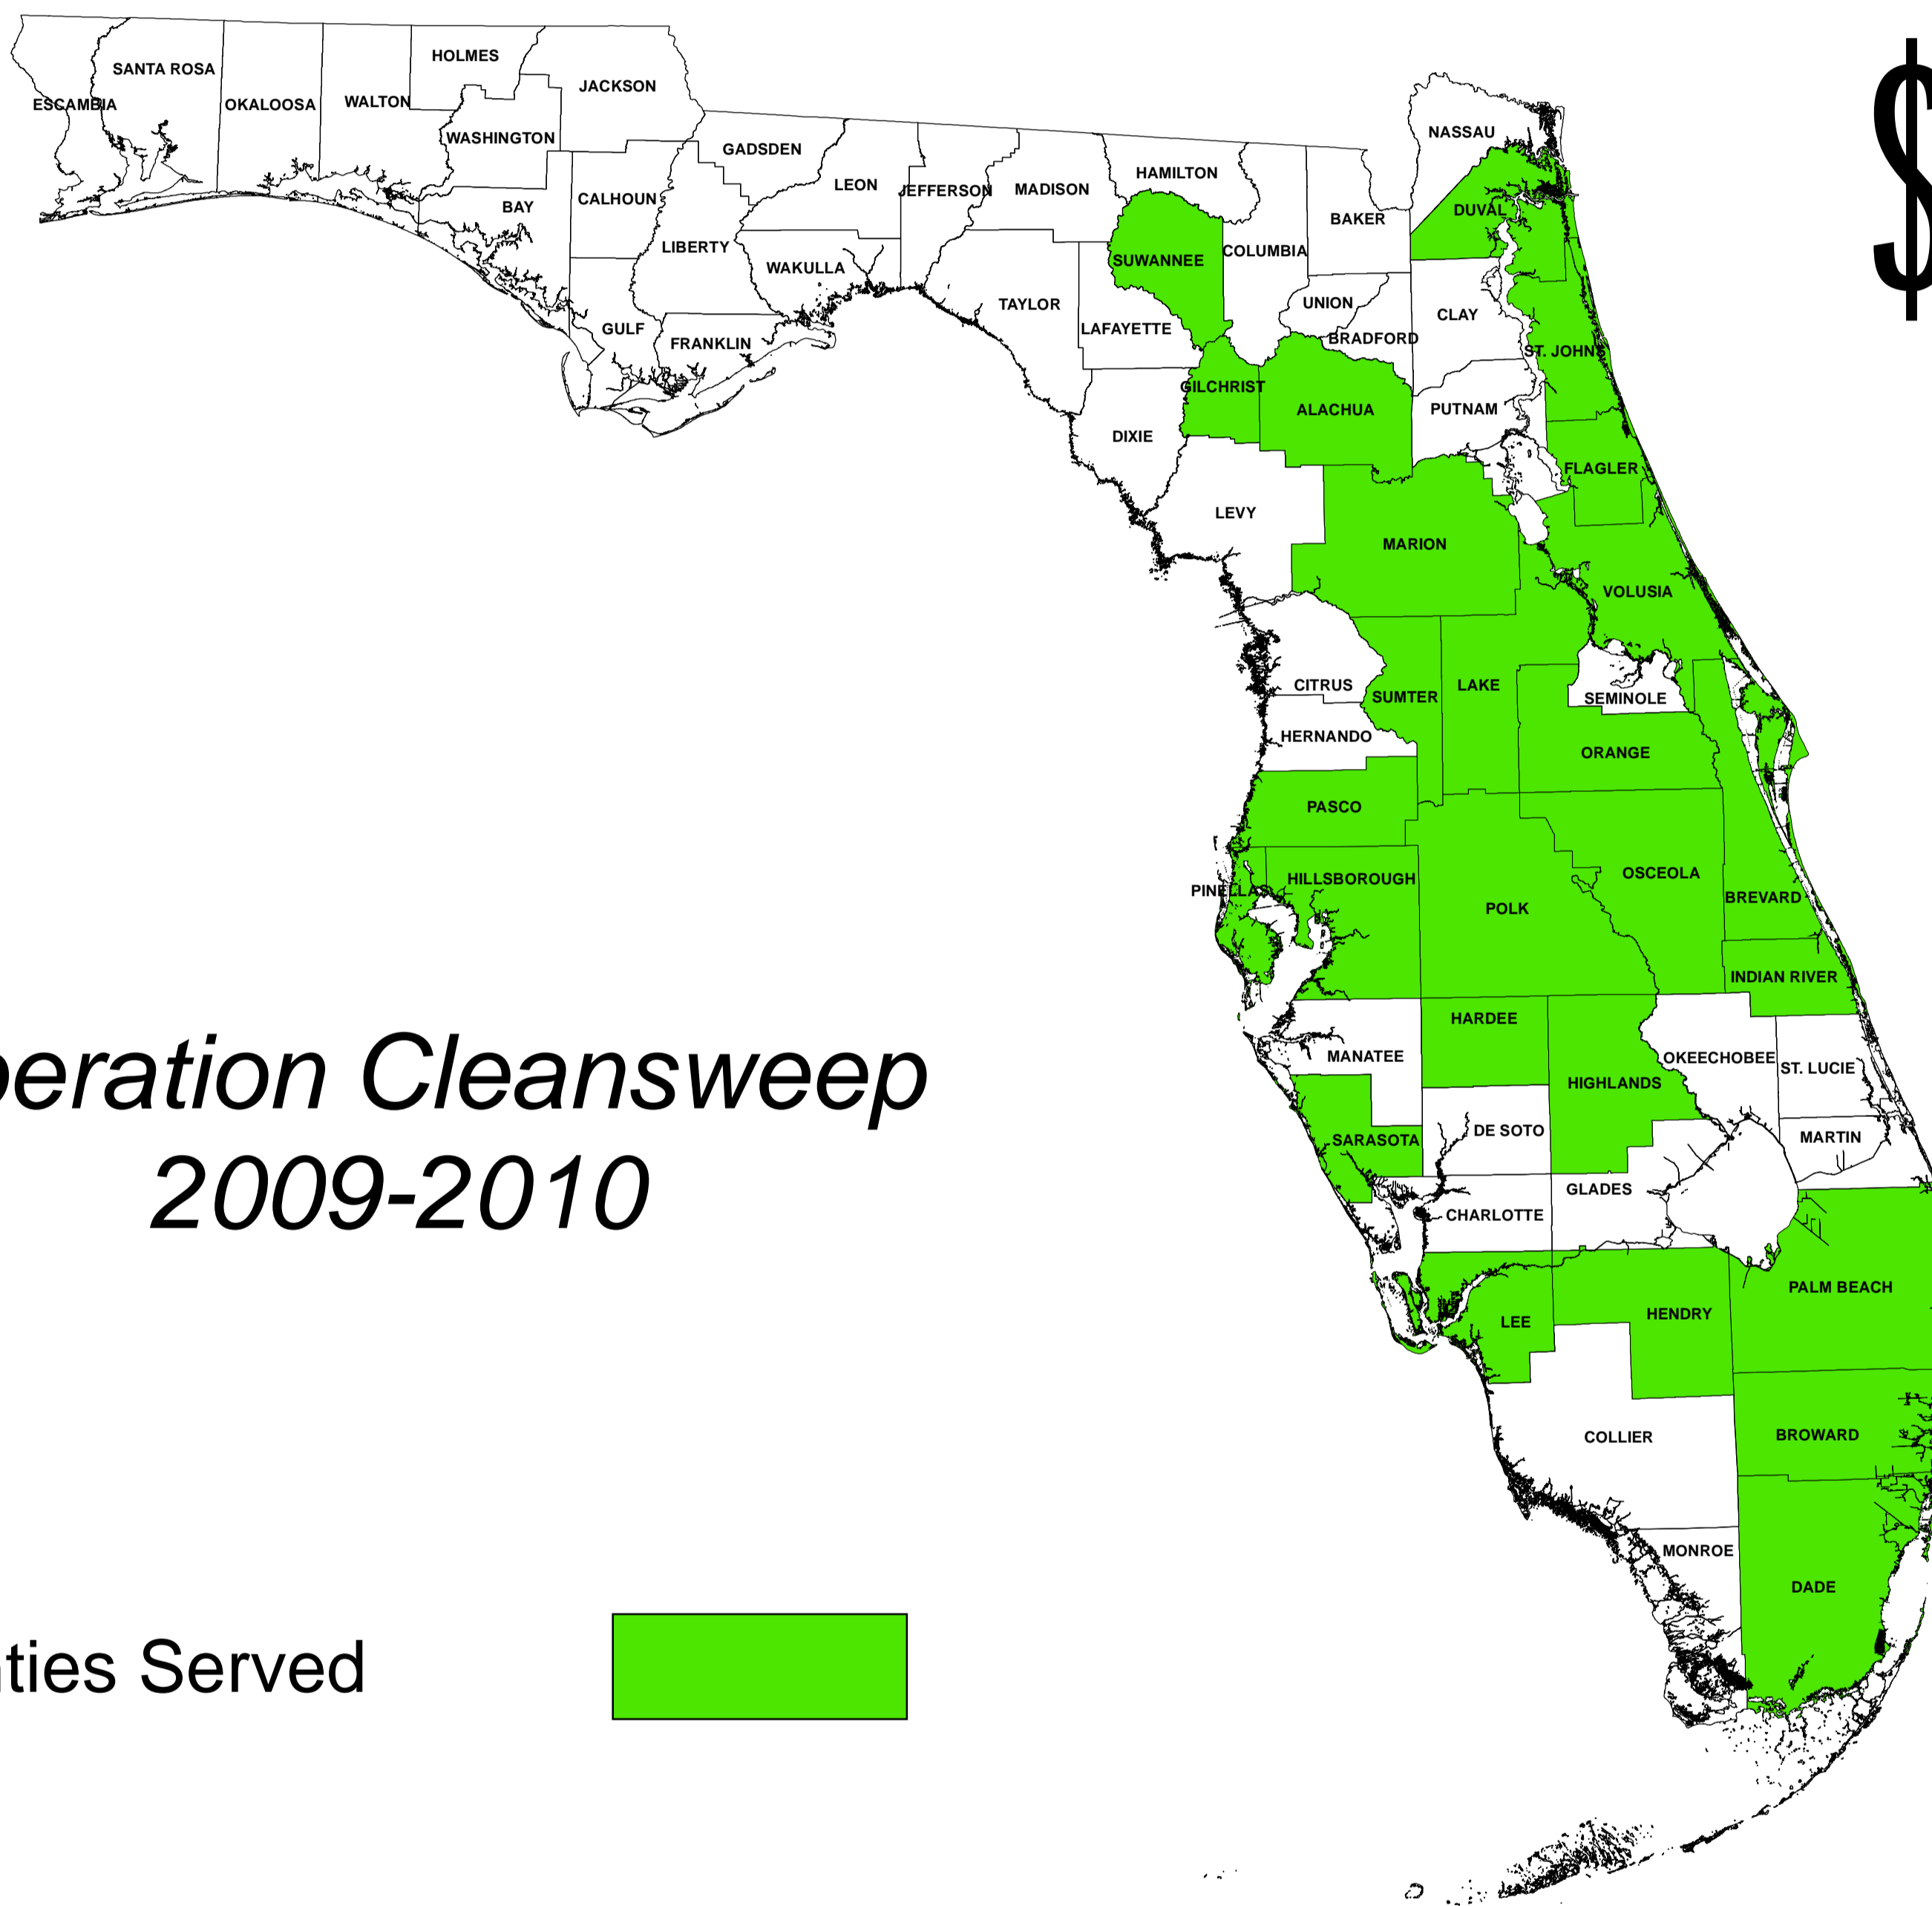 HOLMES
SANTA ROSA
JACKSON
ESCAMBIA
OKALOOSA
WALTON
WASHINGTON
NASSAU
GADSDEN
HAMILTON
LEON
JEFFERSON
MADISON
CALHOUN
BAY
DUVAL
BAKER
LIBERTY
COLUMBIA
SUWANNEE
WAKULLA
UNION
TAYLOR
CLAY
GULF
LAFAYETTE
BRADFORD
FRANKLIN
ST. JOHNS
GILCHRIST
ALACHUA
PUTNAM
DIXIE
FLAGLER
LEVY
MARION
VOLUSIA
CITRUS
LAKE
SUMTER
SEMINOLE
HERNANDO
ORANGE
PASCO
OSCEOLA
HILLSBOROUGH
PINELLAS
BREVARD
POLK
INDIAN RIVER
HARDEE
MANATEE
OKEECHOBEE
ST. LUCIE
HIGHLANDS
DE SOTO
MARTIN
SARASOTA
GLADES
CHARLOTTE
PALM BEACH
HENDRY
LEE
BROWARD
COLLIER
MONROE
DADE
$
peration Cleansweep
2009-2010
ties Served